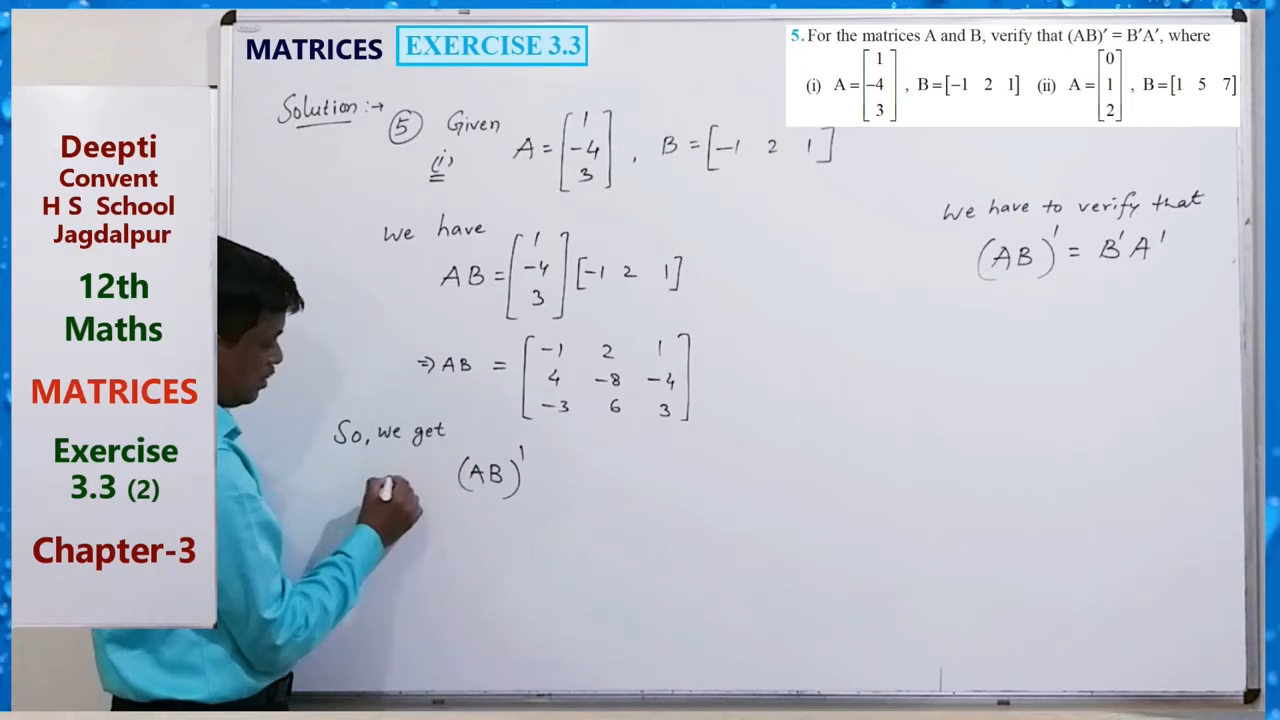 Deepti
Convent
H S School
Jagdalpur
12th
Maths
MATRICES
Exercise
3.3 (2)
Chapter-3
MATRICES EXERCISE 3.3
5. For the matrices A and B, verify that (AB)′ = B′A′, where
(i) A = [1 −4 3] , B = [−1 2 1] (ii) A = [0 1 2] , B = [1 5 7]
Solution :→
(5) Given
(i) A = [1 −4 3] , B = [−1 2 1]
We have
AB = [1 −4 3] [−1 2 1]
⇒ AB = [−1 2 1
4 −8 −4
−3 6 3]
So, we get
(AB)′
We have to verify that
(AB)′ = B′A′